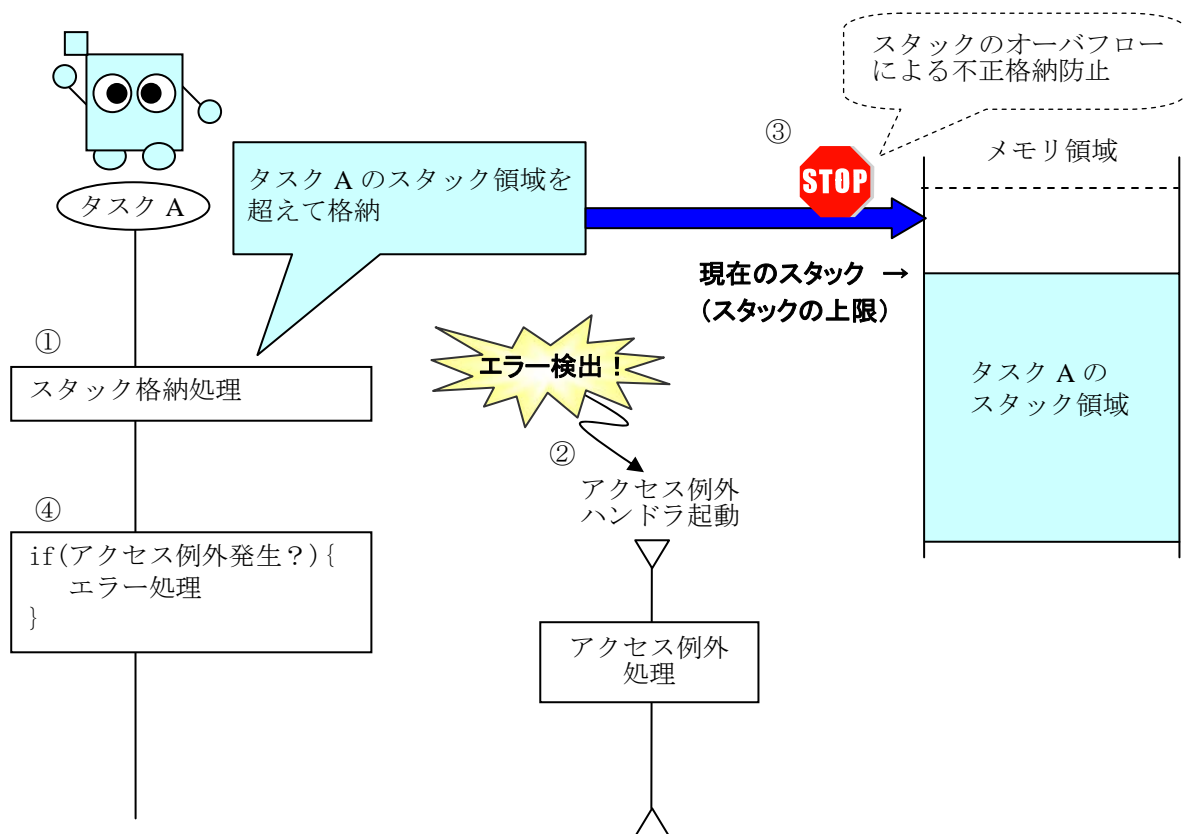 スタックのオーバフロー
による不正格納防止
③
メモリ領域
STOP
タスク A のスタック領域を
超えて格納
タスク A
現在のスタック →
(スタックの上限)
①
スタック格納処理
エラー検出!
タスク A の
スタック領域
②
アクセス例外
ハンドラ起動
④
if(アクセス例外発生?){
エラー処理
}
アクセス例外
処理